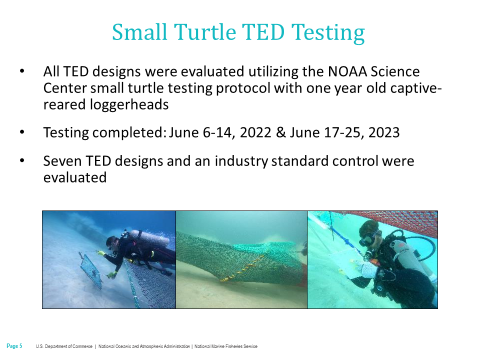 Small Turtle TED Testing
• All TED designs were evaluated utilizing the NOAA Science
Center small turtle testing protocol with one year old captive-
reared loggerheads
• Testing completed: June 6-14, 2022 & June 17-25, 2023
• Seven TED designs and an industry standard control were
evaluated
Page 5 U.S. Department of Commerce | National Oceanic and Atmospheric Administration | National Marine Fisheries Service